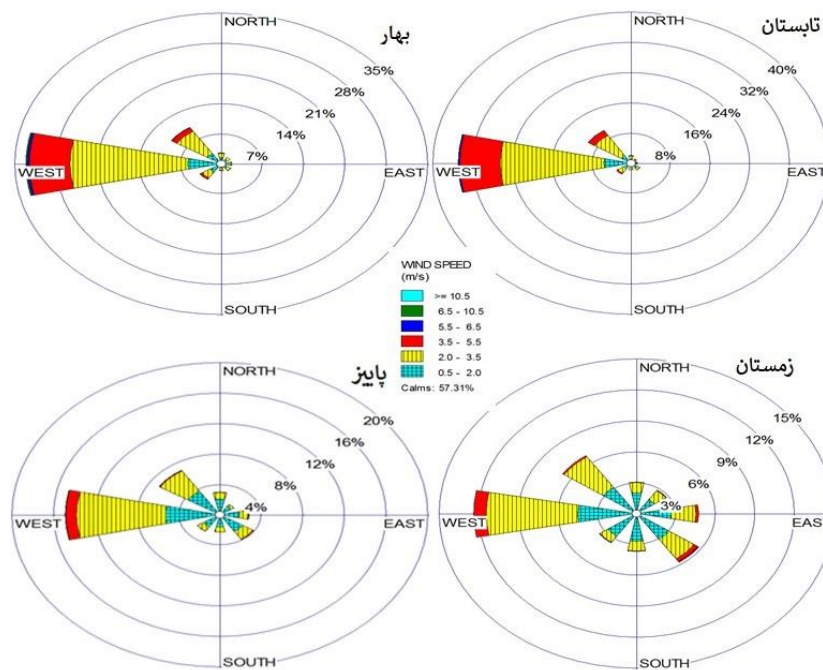 بهار
NORTH
35%
28%
21%
14%
7%
WEST
EAST
SOUTH
تابستان
NORTH
40%
32%
24%
16%
8%
WEST
EAST
SOUTH
WIND SPEED
(m/s)
>= 10.5
6.5 - 10.5
5.5 - 6.5
3.5 - 5.5
2.0 - 3.5
0.5 - 2.0
Calms: 57.31%
پاییز
NORTH
20%
16%
12%
8%
4%
WEST
EAST
SOUTH
زمستان
NORTH
15%
12%
9%
6%
3%
WEST
EAST
SOUTH